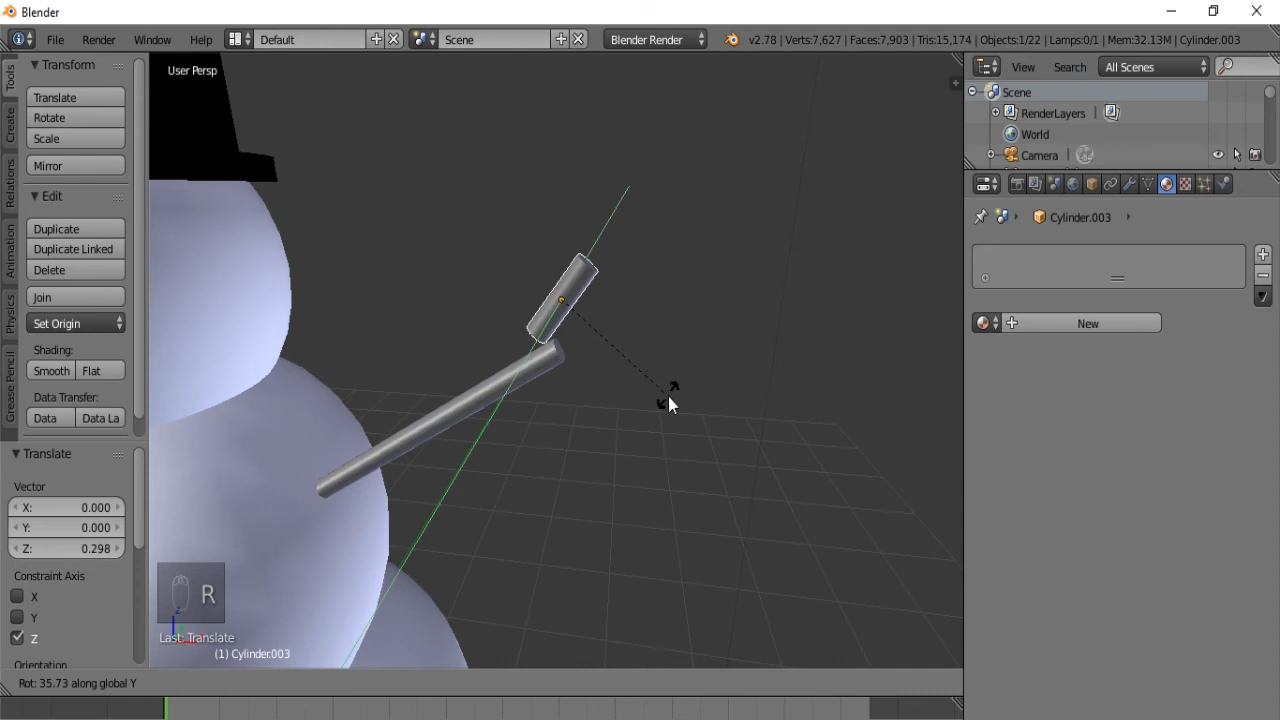 Blender
File Render Window Help Default Scene Blender Render v2.78 | Verts:7,627 | Faces:7,903 | Tris:15,174 | Objects:1/22 | Lamps:0/1 | Mem:32.13M | Cylinder.003
Tools
Create
Relations
Animation
Physics
Grease Pencil
Transform
Translate
Rotate
Scale
Mirror
Edit
Duplicate
Duplicate Linked
Delete
Join
Set Origin
Shading:
Smooth Flat
Data Transfer:
Data Data La
Translate
Vector
X: 0.000
Y: 0.000
Z: 0.298
Constraint Axis
X
Y
Z
Orientation
User Persp
R
z
Last: Translate
(1) Cylinder.003
Rot: 35.73 along global Y
View Search All Scenes
Scene
RenderLayers |
World
Camera |
Cylinder.003
New